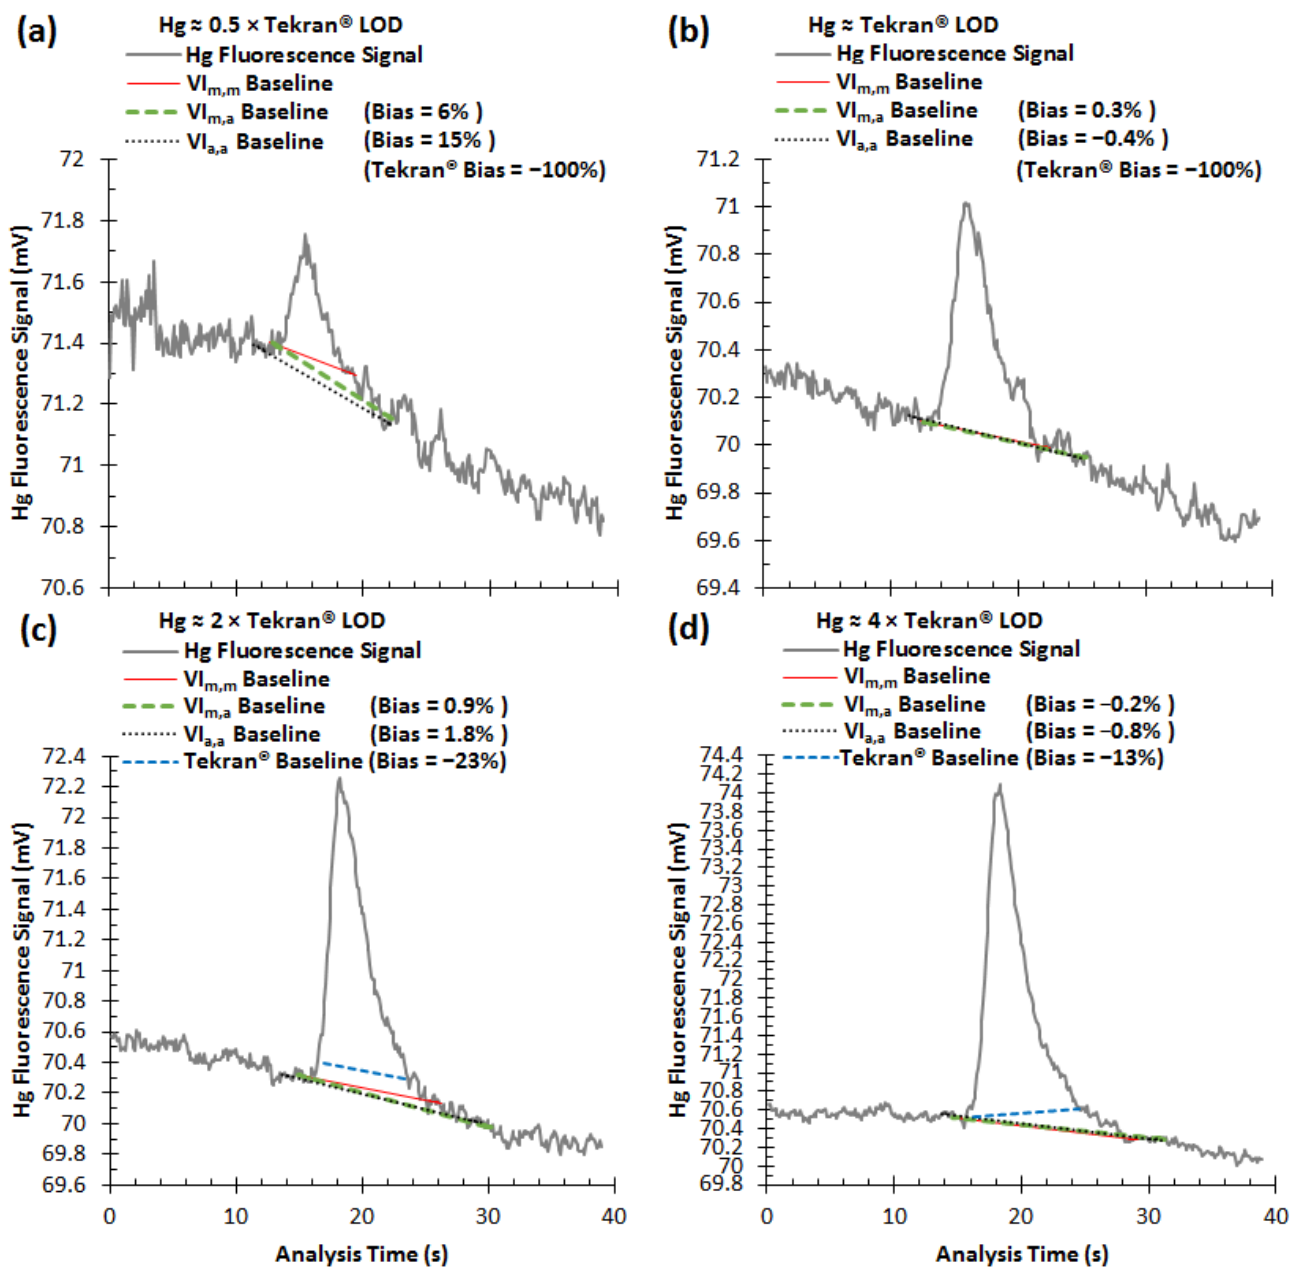 (a)
Hg ≈ 0.5 × Tekran® LOD
Hg Fluorescence Signal
VIm,m Baseline
VIm,a Baseline (Bias = 6% )
VIa,a Baseline (Bias = 15% )
(Tekran® Bias = −100%)
Hg Fluorescence Signal (mV)
72
71.8
71.6
71.4
71.2
71
70.8
70.6
0 10 20 30 40
(b)
Hg ≈ Tekran® LOD
Hg Fluorescence Signal
VIm,m Baseline
VIm,a Baseline (Bias = 0.3% )
VIa,a Baseline (Bias = −0.4% )
(Tekran® Bias = −100%)
Hg Fluorescence Signal (mV)
71.2
71
70.8
70.6
70.4
70.2
70
69.8
69.6
69.4
0 10 20 30 40
(c)
Hg ≈ 2 × Tekran® LOD
Hg Fluorescence Signal
VIm,m Baseline
VIm,a Baseline (Bias = 0.9% )
VIa,a Baseline (Bias = 1.8% )
Tekran® Baseline (Bias = −23%)
Hg Fluorescence Signal (mV)
72.4
72.2
72
71.8
71.6
71.4
71.2
71
70.8
70.6
70.4
70.2
70
69.8
69.6
0 10 20 30 40
Analysis Time (s)
(d)
Hg ≈ 4 × Tekran® LOD
Hg Fluorescence Signal
VIm,m Baseline
VIm,a Baseline (Bias = −0.2% )
VIa,a Baseline (Bias = −0.8% )
Tekran® Baseline (Bias = −13%)
Hg Fluorescence Signal (mV)
74.4
74.2
74
73.8
73.6
73.4
73.2
73
72.8
72.6
72.4
72.2
72
71.8
71.6
71.4
71.2
71
70.8
70.6
70.4
70.2
70
69.8
0 10 20 30 40
Analysis Time (s)